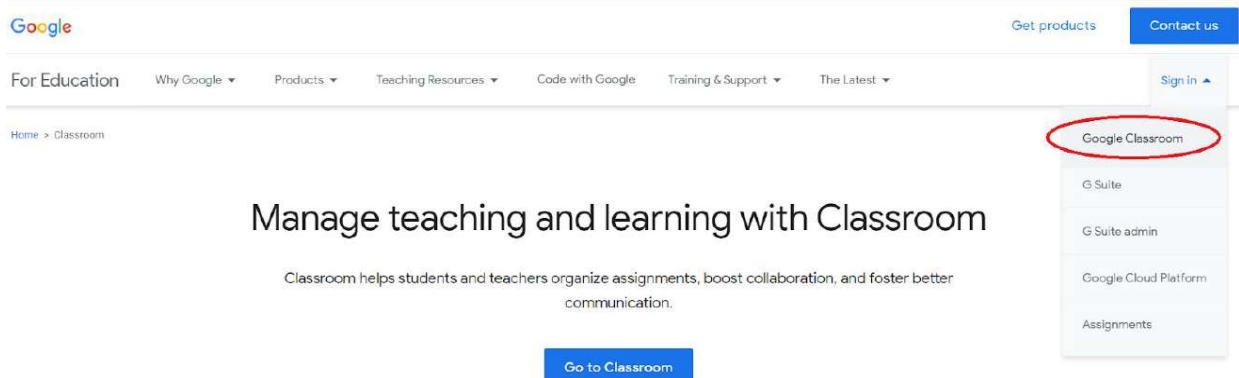 Google
Get products
Contact us
For Education
Why Google
Products
Teaching Resources
Code with Google
Training & Support
The Latest
Sign in
Home > Classroom
Google Classroom
G Suite
G Suite admin
Google Cloud Platform
Assignments
Manage teaching and learning with Classroom
Classroom helps students and teachers organize assignments, boost collaboration, and foster better
communication.
Go to Classroom